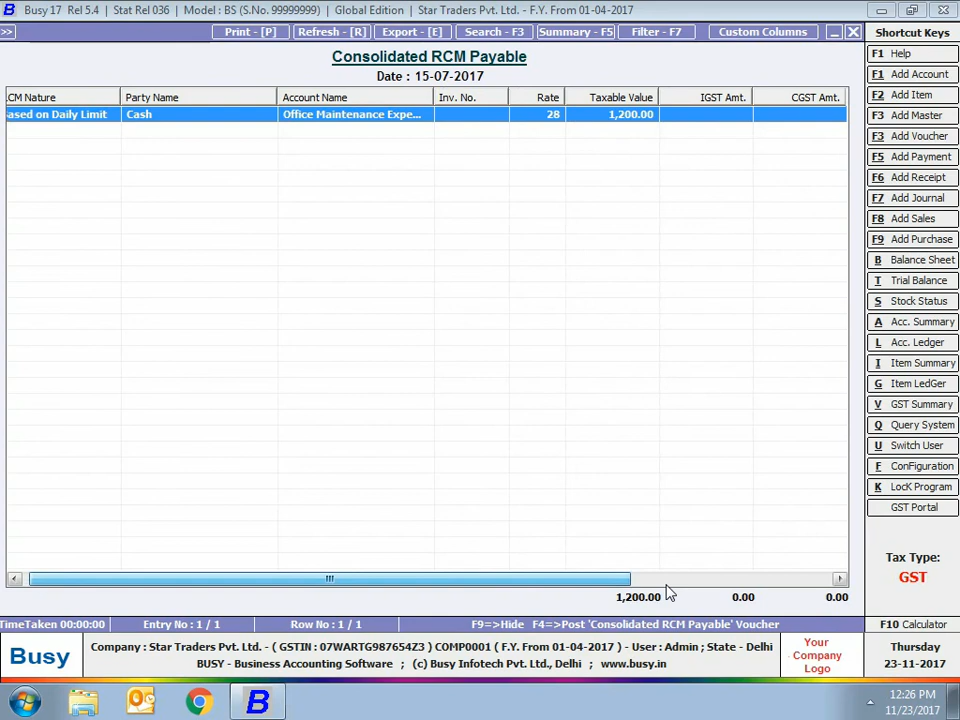 Busy 17 Rel 5.4 | Stat Rel 036 | Model : BS (S.No. 99999999) | Global Edition | Star Traders Pvt. Ltd. - F.Y. From 01-04-2017
>> Print - [P] Refresh - [R] Export - [E] Search - F3 Summary - F5 Filter - F7 Custom Columns
Shortcut Keys
Consolidated RCM Payable
Date : 15-07-2017
CM Nature Party Name Account Name Inv. No. Rate Taxable Value IGST Amt. CGST Amt.
ased on Daily Limit Cash Office Maintenance Expe... 28 1,200.00
1,200.00 0.00 0.00
TimeTaken 00:00:00 Entry No : 1 / 1 Row No : 1 / 1 F9=>Hide F4=>Post 'Consolidated RCM Payable' Voucher
F1 Help
F1 Add Account
F2 Add Item
F3 Add Master
F3 Add Voucher
F5 Add Payment
F6 Add Receipt
F7 Add Journal
F8 Add Sales
F9 Add Purchase
B Balance Sheet
T Trial Balance
S Stock Status
A Acc. Summary
L Acc. Ledger
I Item Summary
G Item LedGer
V GST Summary
Q Query System
U Switch User
F ConFiguration
K LocK Program
GST Portal
Tax Type:
GST
F10 Calculator
Busy
Company : Star Traders Pvt. Ltd. - ( GSTIN : 07WARTG987654Z3 ) COMP0001 ( F.Y. From 01-04-2017 ) - User : Admin ; State - Delhi
BUSY - Business Accounting Software ; (c) Busy Infotech Pvt. Ltd., Delhi ; www.busy.in
Your
Company
Logo
Thursday
23-11-2017
12:26 PM
11/23/2017